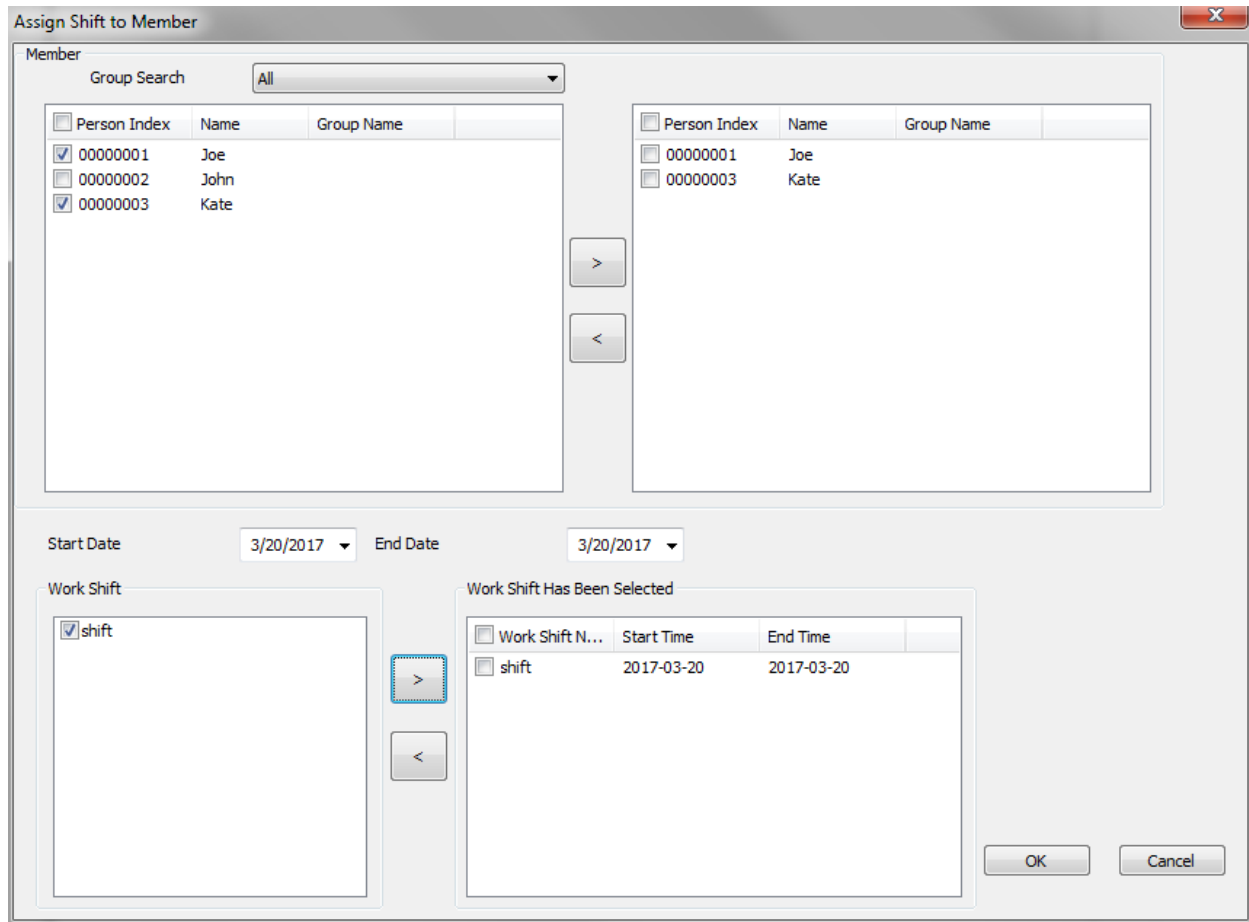 Assign Shift to Member
Member
Group Search All
Person Index Name Group Name
00000001 Joe
00000002 John
00000003 Kate
>
<
Person Index Name Group Name
00000001 Joe
00000003 Kate
Start Date 3/20/2017 End Date 3/20/2017
Work Shift
shift
>
<
Work Shift Has Been Selected
Work Shift N... Start Time End Time
shift 2017-03-20 2017-03-20
OK Cancel